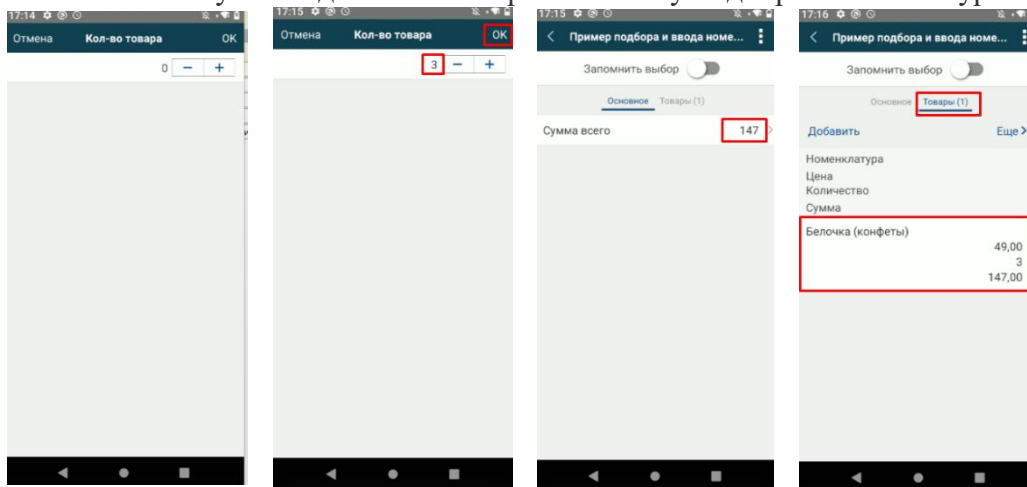 17:14
Отмена Кол-во товара OK
0 − +
17:15
Отмена Кол-во товара OK
3 − +
17:15
Пример подбора и ввода номе...
Запомнить выбор
Основное Товары (1)
Сумма всего 147
17:16
Пример подбора и ввода номе...
Запомнить выбор
Основное Товары (1)
Добавить Еще
Номенклатура
Цена
Количество
Сумма
Белочка (конфеты)
49,00
3
147,00